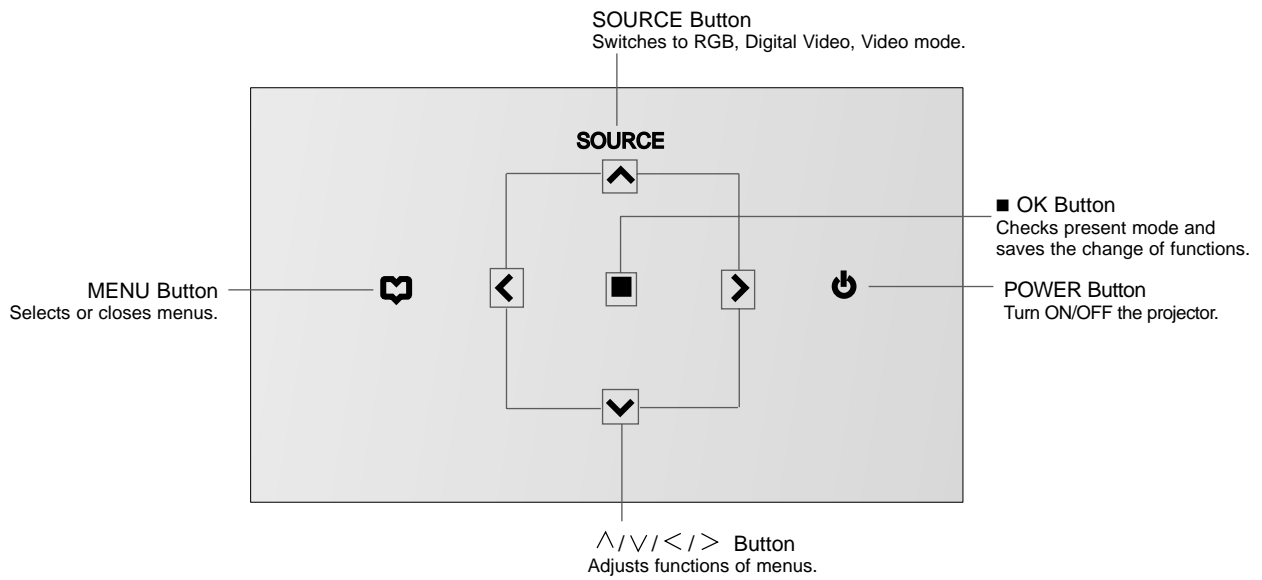 SOURCE Button
Switches to RGB, Digital Video, Video mode.
SOURCE
■ OK Button
Checks present mode and
saves the change of functions.
MENU Button
Selects or closes menus.
POWER Button
Turn ON/OFF the projector.
∧/∨/＜/＞ Button
Adjusts functions of menus.